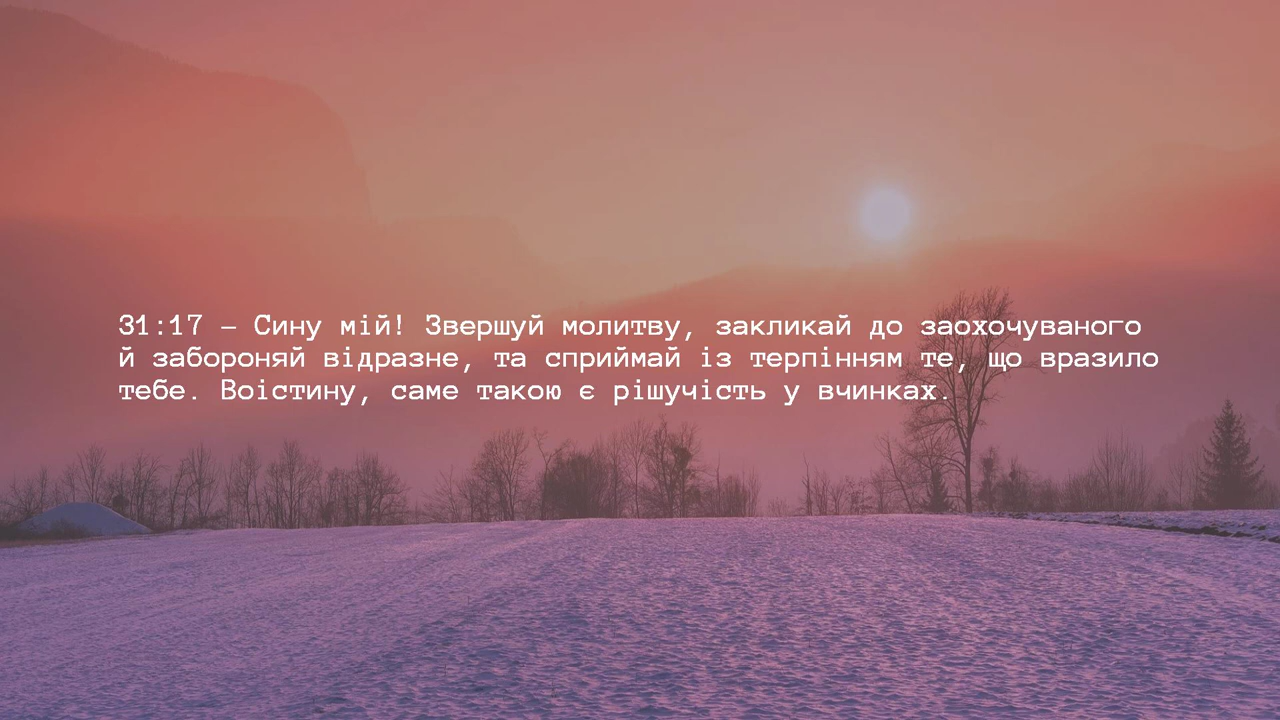 31:17 – Сину мій! Звершуй молитву, закликай до заохочуваного
й забороняй відразне, та сприймай із терпінням те, що вразило
тебе. Воістину, саме такою є рішучість у вчинках.